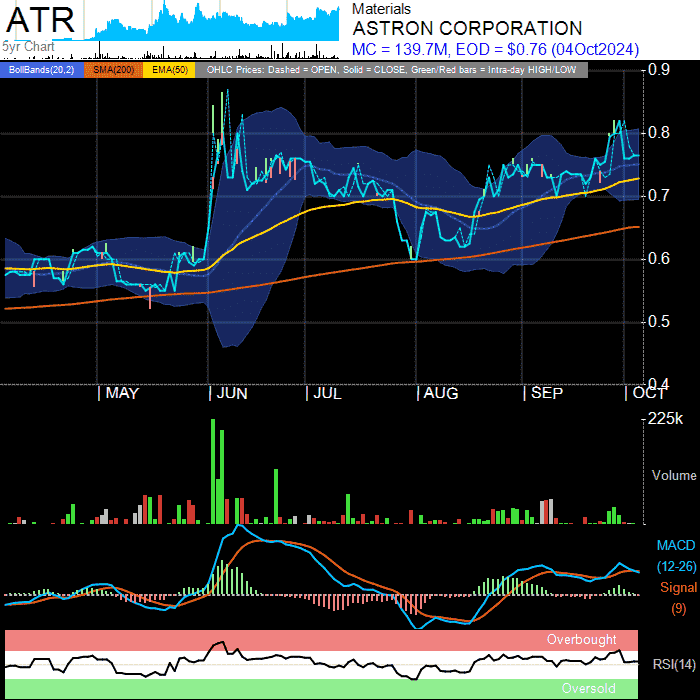 ATR
5yr Chart
Materials
ASTRON CORPORATION
MC = 139.7M, EOD = $0.76 (04Oct2024)
BollBands(20,2) SMA(200) EMA(50) OHLC Prices: Dashed = OPEN, Solid = CLOSE, Green/Red bars = Intra-day HIGH/LOW
0.9
0.8
0.7
0.6
0.5
0.4
MAY JUN JUL AUG SEP OCT
225k
Volume
MACD
(12-26)
Signal
(9)
Overbought
RSI(14)
Oversold